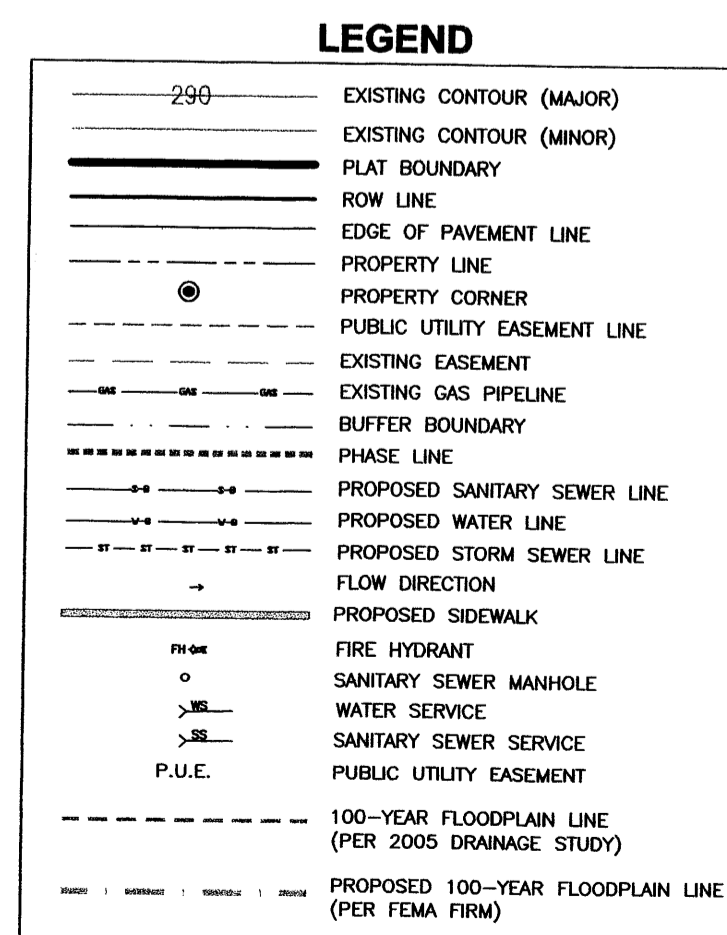 LEGEND
290 EXISTING CONTOUR (MAJOR)
EXISTING CONTOUR (MINOR)
PLAT BOUNDARY
ROW LINE
EDGE OF PAVEMENT LINE
PROPERTY LINE
PROPERTY CORNER
PUBLIC UTILITY EASEMENT LINE
EXISTING EASEMENT
GAS GAS GAS EXISTING GAS PIPELINE
BUFFER BOUNDARY
PHASE LINE
S-8 S-8 PROPOSED SANITARY SEWER LINE
W-8 W-8 PROPOSED WATER LINE
ST ST ST ST ST PROPOSED STORM SEWER LINE
FLOW DIRECTION
PROPOSED SIDEWALK
FH FIRE HYDRANT
SANITARY SEWER MANHOLE
WS WATER SERVICE
SS SANITARY SEWER SERVICE
P.U.E. PUBLIC UTILITY EASEMENT
100-YEAR FLOODPLAIN LINE
(PER 2005 DRAINAGE STUDY)
PROPOSED 100-YEAR FLOODPLAIN LINE
(PER FEMA FIRM)